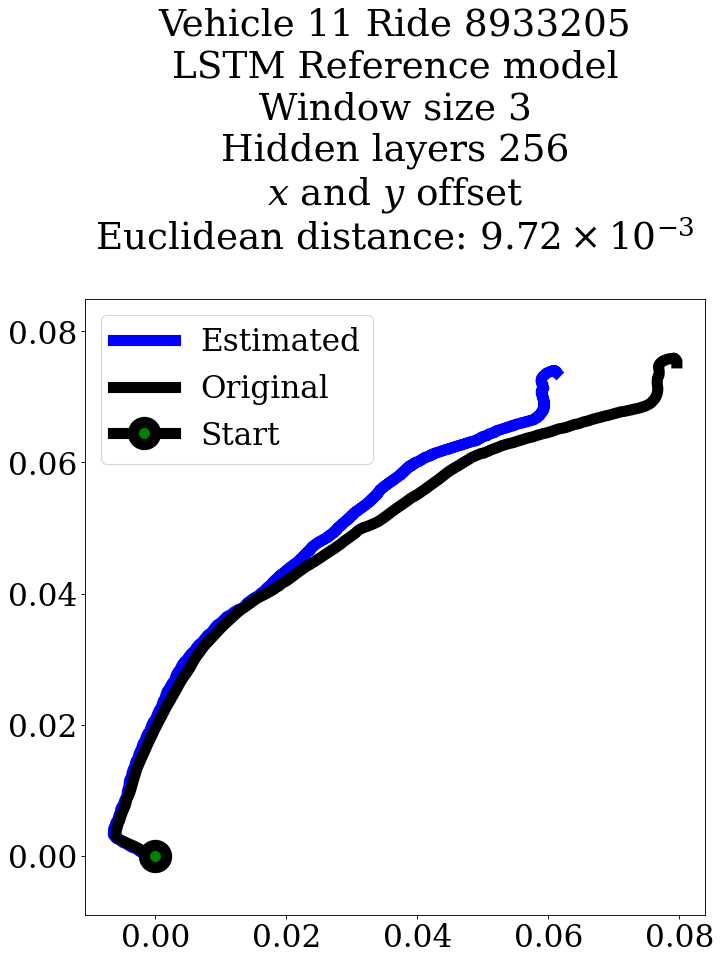 Vehicle 11 Ride 8933205
LSTM Reference model
Window size 3
Hidden layers 256
x and y offset
Euclidean distance: 9.72 × 10⁻³
Estimated
Original
Start
0.08
0.06
0.04
0.02
0.00
0.00 0.02 0.04 0.06 0.08